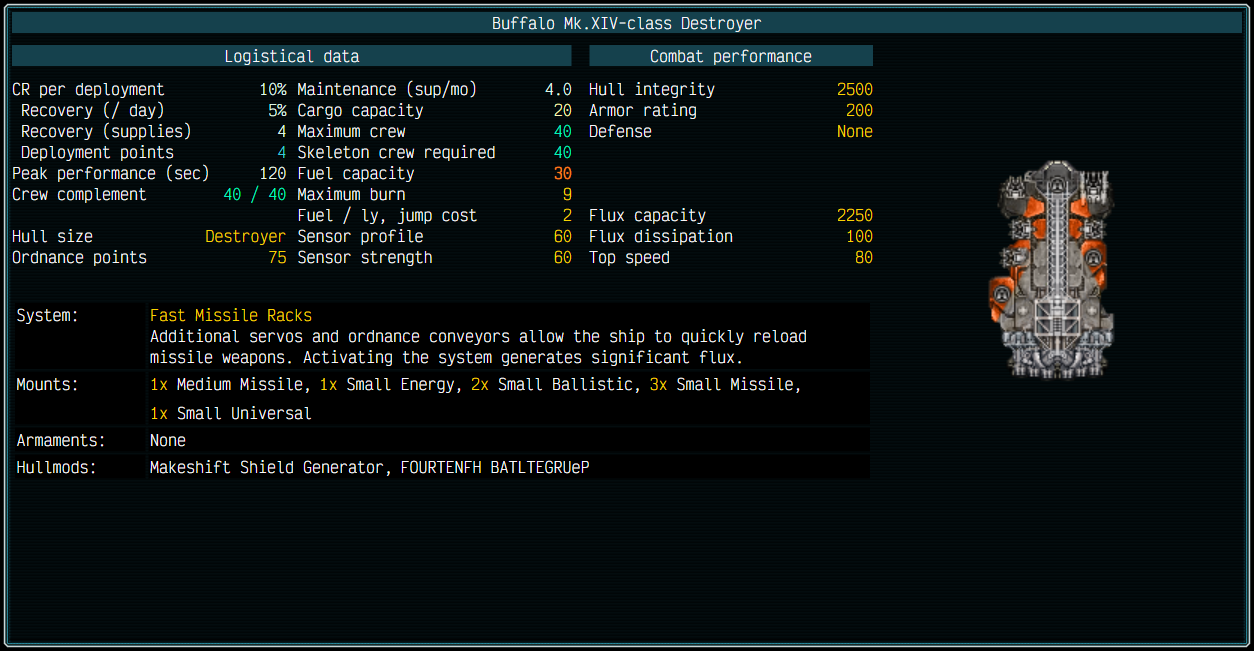 Buffalo Mk.XIV-class Destroyer
Logistical data
Combat performance
CR per deployment 10% Maintenance (sup/mo) 4.0 Hull integrity 2500
Recovery (/ day) 5% Cargo capacity 20 Armor rating 200
Recovery (supplies) 4 Maximum crew 40 Defense None
Deployment points 4 Skeleton crew required 40
Peak performance (sec) 120 Fuel capacity 30
Crew complement 40 / 40 Maximum burn 9
Fuel / ly, jump cost 2 Flux capacity 2250
Hull size Destroyer Sensor profile 60 Flux dissipation 100
Ordnance points 75 Sensor strength 60 Top speed 80
System: Fast Missile Racks
Additional servos and ordnance conveyors allow the ship to quickly reload
missile weapons. Activating the system generates significant flux.
Mounts: 1x Medium Missile, 1x Small Energy, 2x Small Ballistic, 3x Small Missile,
1x Small Universal
Armaments: None
Hullmods: Makeshift Shield Generator, FOURTENFH BATLTEGRUeP